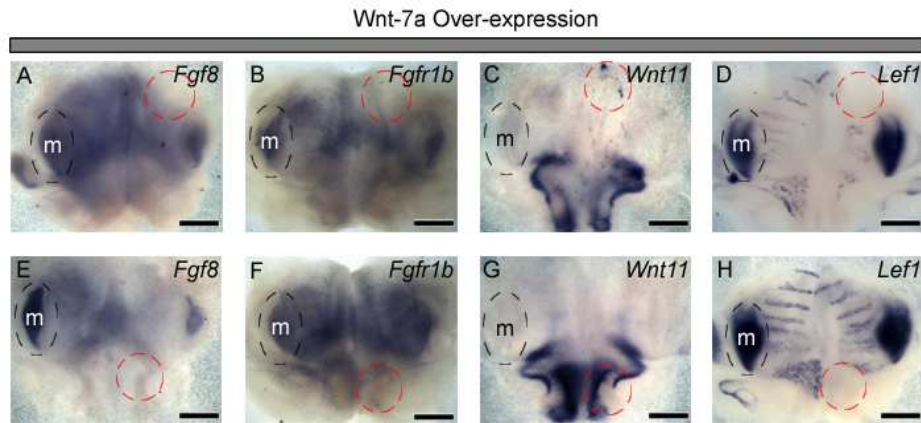 Wnt-7a Over-expression
A Fgf8 B Fgfr1b C Wnt11 D Lef1
m m m m
E Fgf8 F Fgfr1b G Wnt11 H Lef1
m m m m